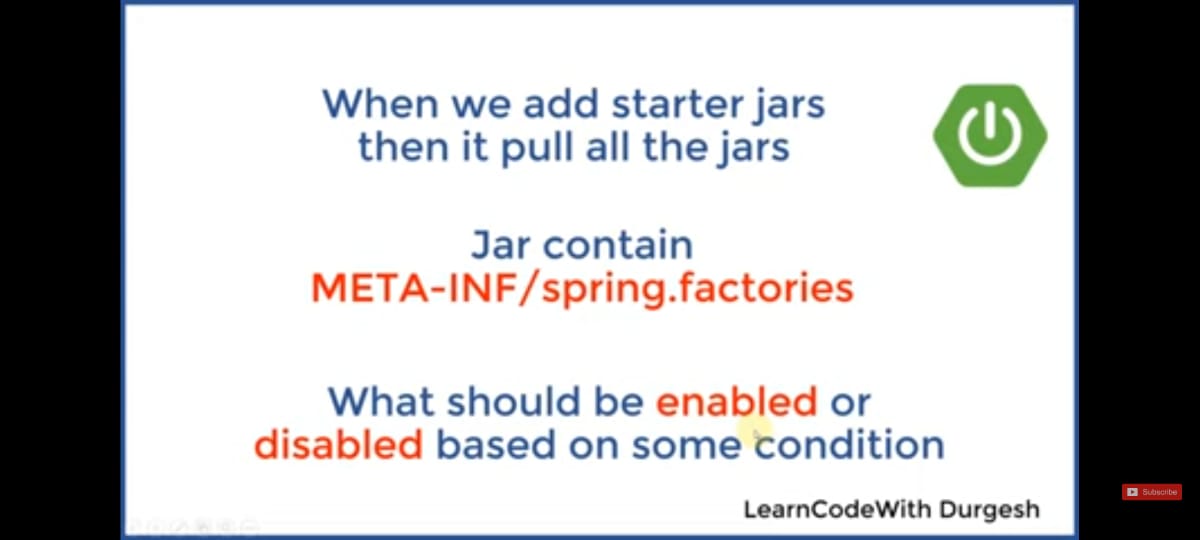 When we add starter jars
then it pull all the jars
Jar contain
META-INF/spring.factories
What should be enabled or
disabled based on some condition
LearnCodeWith Durgesh
Subscribe